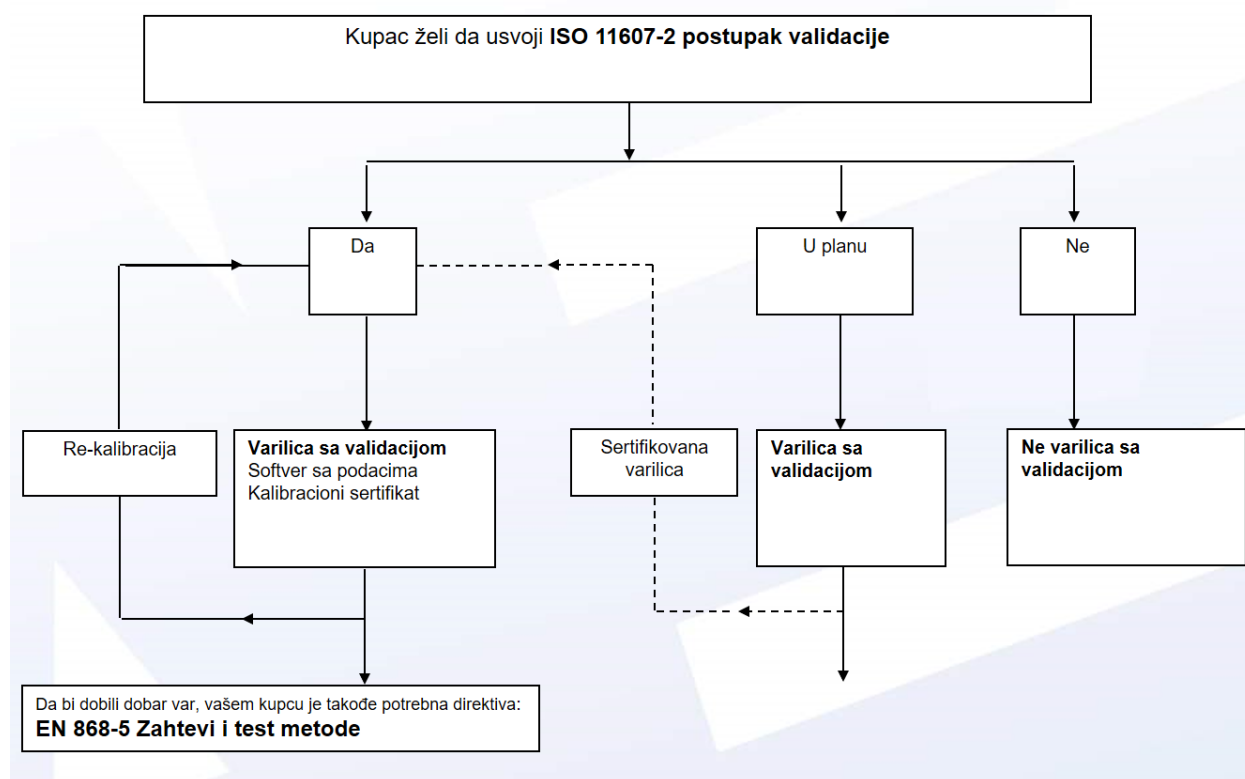 Kupac želi da usvoji ISO 11607-2 postupak validacije
Da
U planu
Ne
Re-kalibracija
Varilica sa validacijom
Softver sa podacima
Kalibracioni sertifikat
Sertifikovana
varilica
Varilica sa
validacijom
Ne varilica sa
validacijom
Da bi dobili dobar var, vašem kupcu je takođe potrebna direktiva:
EN 868-5 Zahtevi i test metode